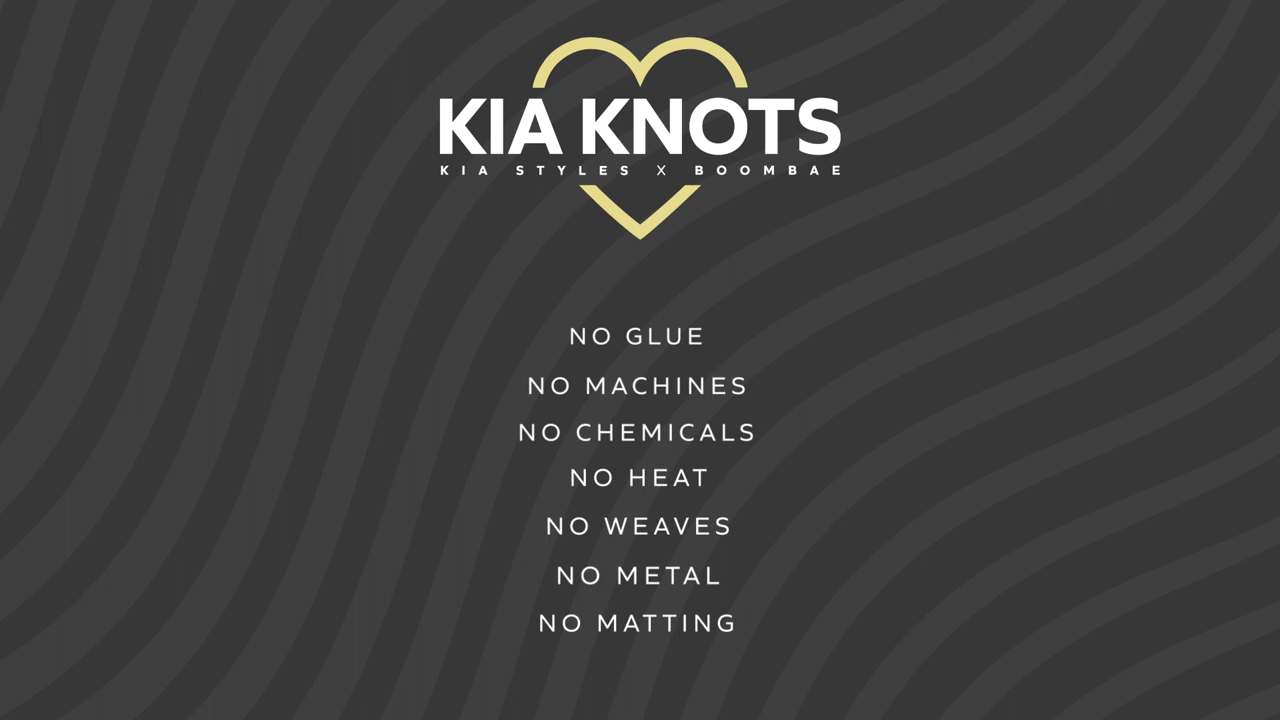 KIA KNOTS
KIA STYLES X BOOMBAE
NO GLUE
NO MACHINES
NO CHEMICALS
NO HEAT
NO WEAVES
NO METAL
NO MATTING